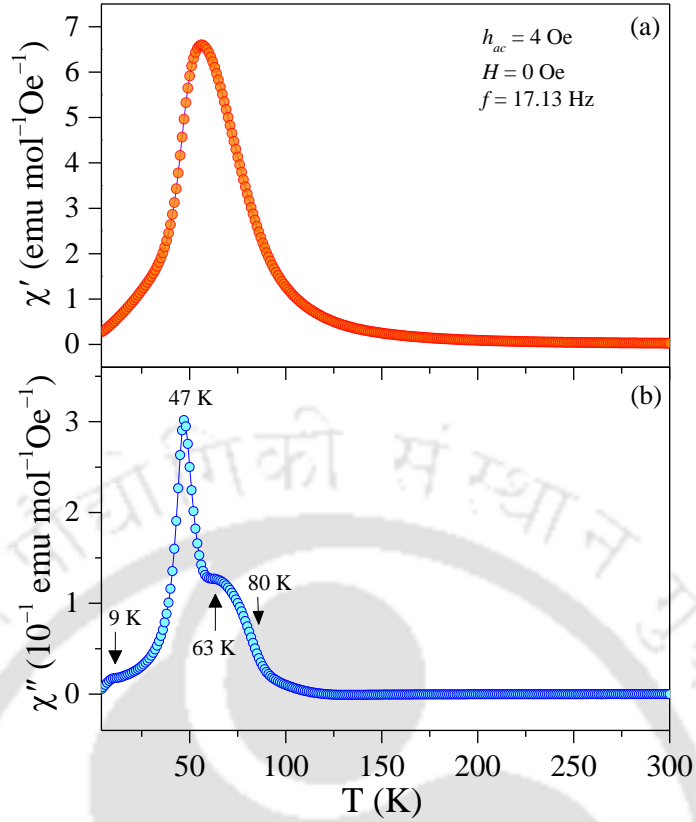 (a)
h_ac = 4 Oe
H = 0 Oe
f = 17.13 Hz
χ′ (emu mol⁻¹Oe⁻¹)
7
6
5
4
3
2
1
0
(b)
47 K
9 K
63 K
80 K
χ″ (10⁻¹ emu mol⁻¹Oe⁻¹)
3
2
1
0
50 100 150 200 250 300
T (K)